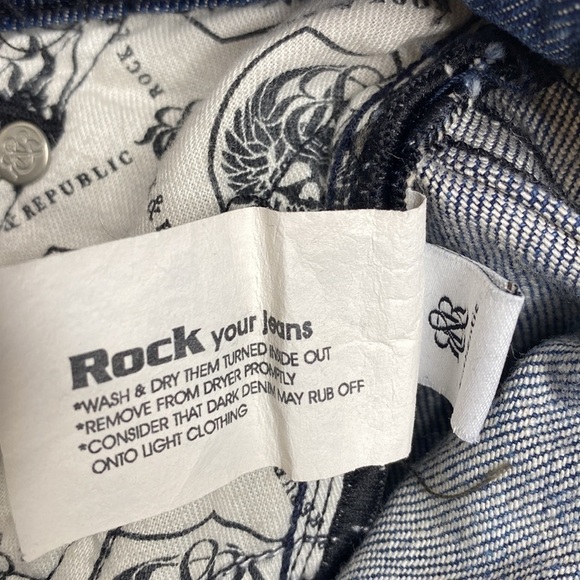 ROCK
REPUBLIC
Rock your Jeans
*WASH & DRY THEM TURNED INSIDE OUT
*REMOVE FROM DRYER PROMPTLY
*CONSIDER THAT DARK DENIM MAY RUB OFF
ONTO LIGHT CLOTHING